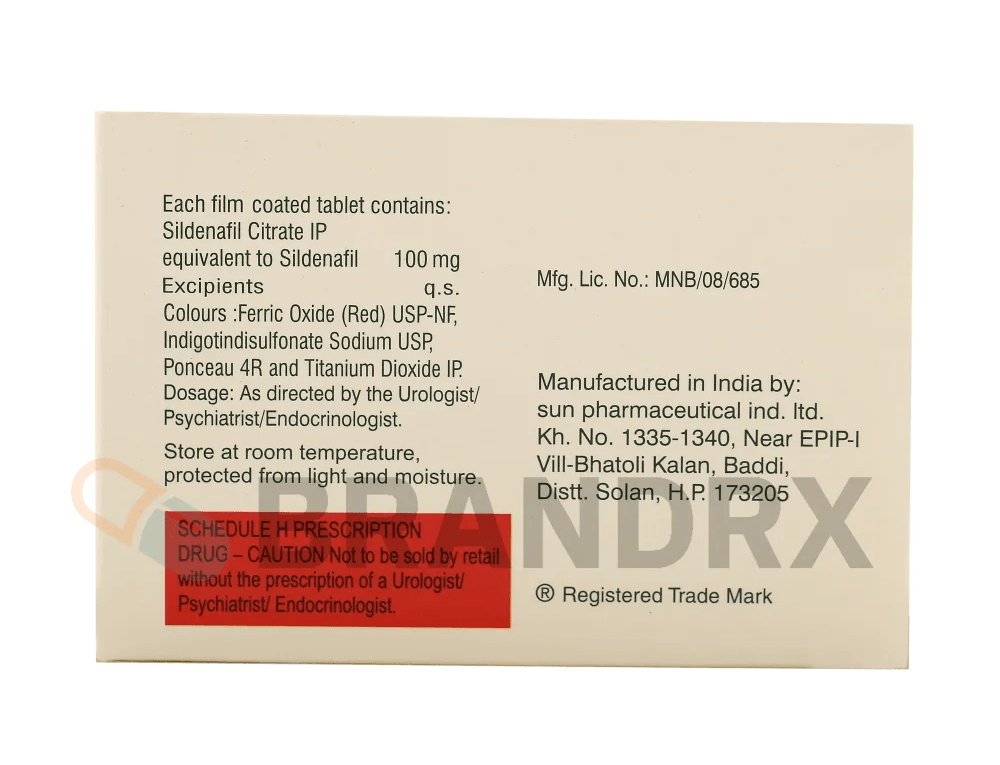 Each film coated tablet contains:
Sildenafil Citrate IP
equivalent to Sildenafil 100 mg
Excipients q.s.
Colours :Ferric Oxide (Red) USP-NF,
Indigotindisulfonate Sodium USP,
Ponceau 4R and Titanium Dioxide IP.
Dosage: As directed by the Urologist/
Psychiatrist/Endocrinologist.
Store at room temperature,
protected from light and moisture.
SCHEDULE H PRESCRIPTION
DRUG – CAUTION Not to be sold by retail
without the prescription of a Urologist/
Psychiatrist/ Endocrinologist.
Mfg. Lic. No.: MNB/08/685
Manufactured in India by:
sun pharmaceutical ind. ltd.
Kh. No. 1335-1340, Near EPIP-I
Vill-Bhatoli Kalan, Baddi,
Distt. Solan, H.P. 173205
® Registered Trade Mark
BRANDRX